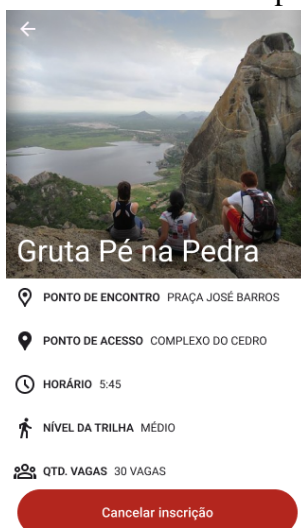 Gruta Pé na Pedra
PONTO DE ENCONTRO PRAÇA JOSÉ BARROS
PONTO DE ACESSO COMPLEXO DO CEDRO
HORÁRIO 5:45
NÍVEL DA TRILHA MÉDIO
QTD. VAGAS 30 VAGAS
Cancelar inscrição